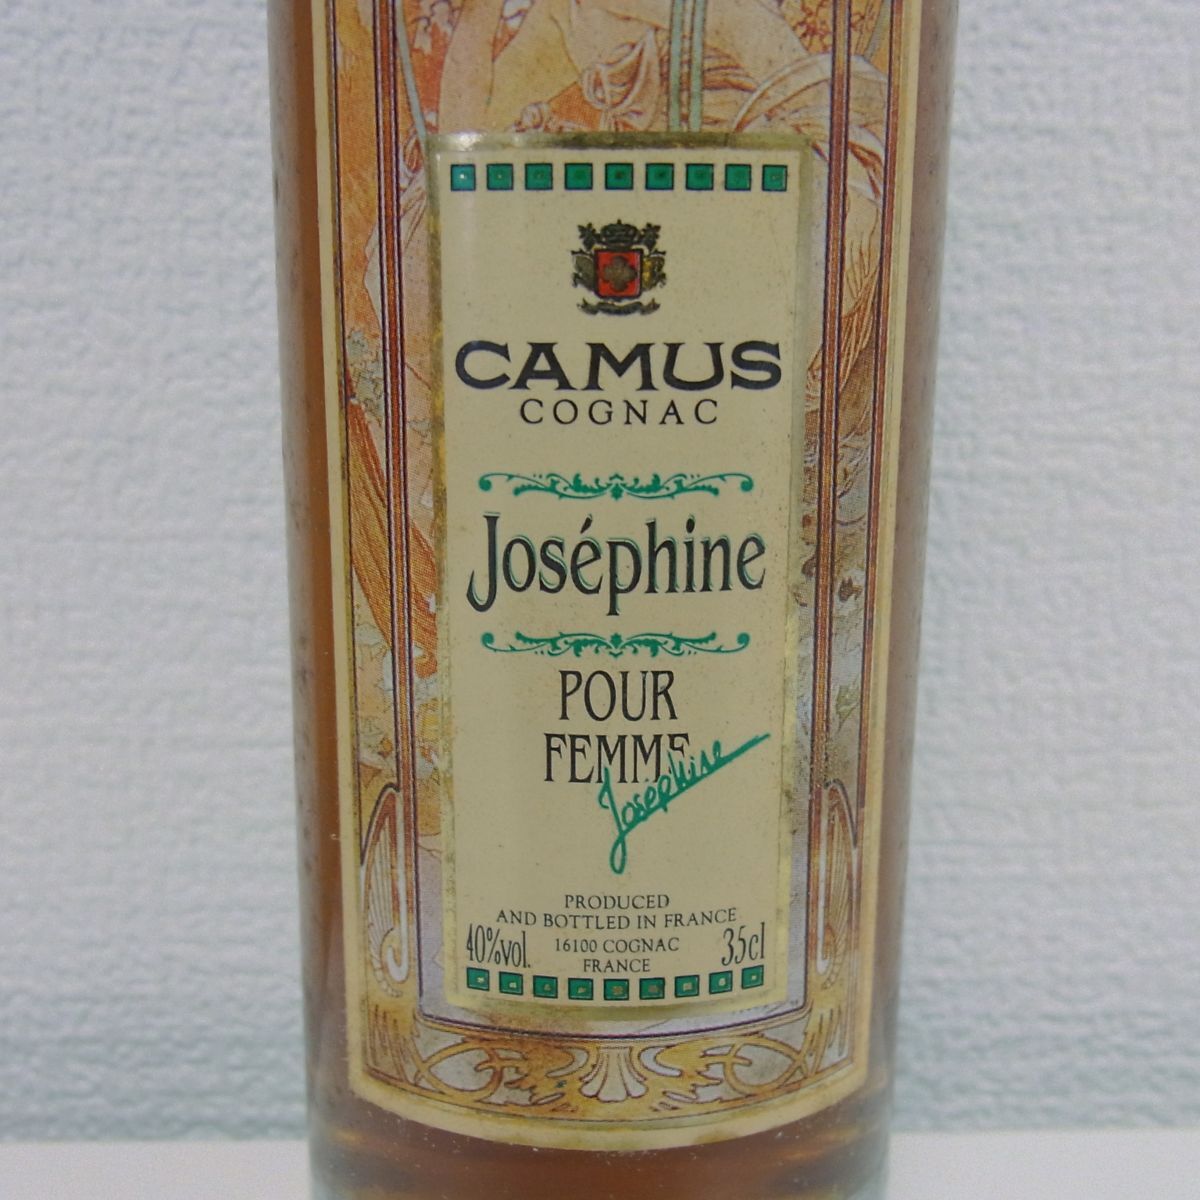 CAMUS
COGNAC
Joséphine
POUR
FEMME
Joséphine
PRODUCED
AND BOTTLED IN FRANCE
40%vol. 16100 COGNAC 35cl
FRANCE